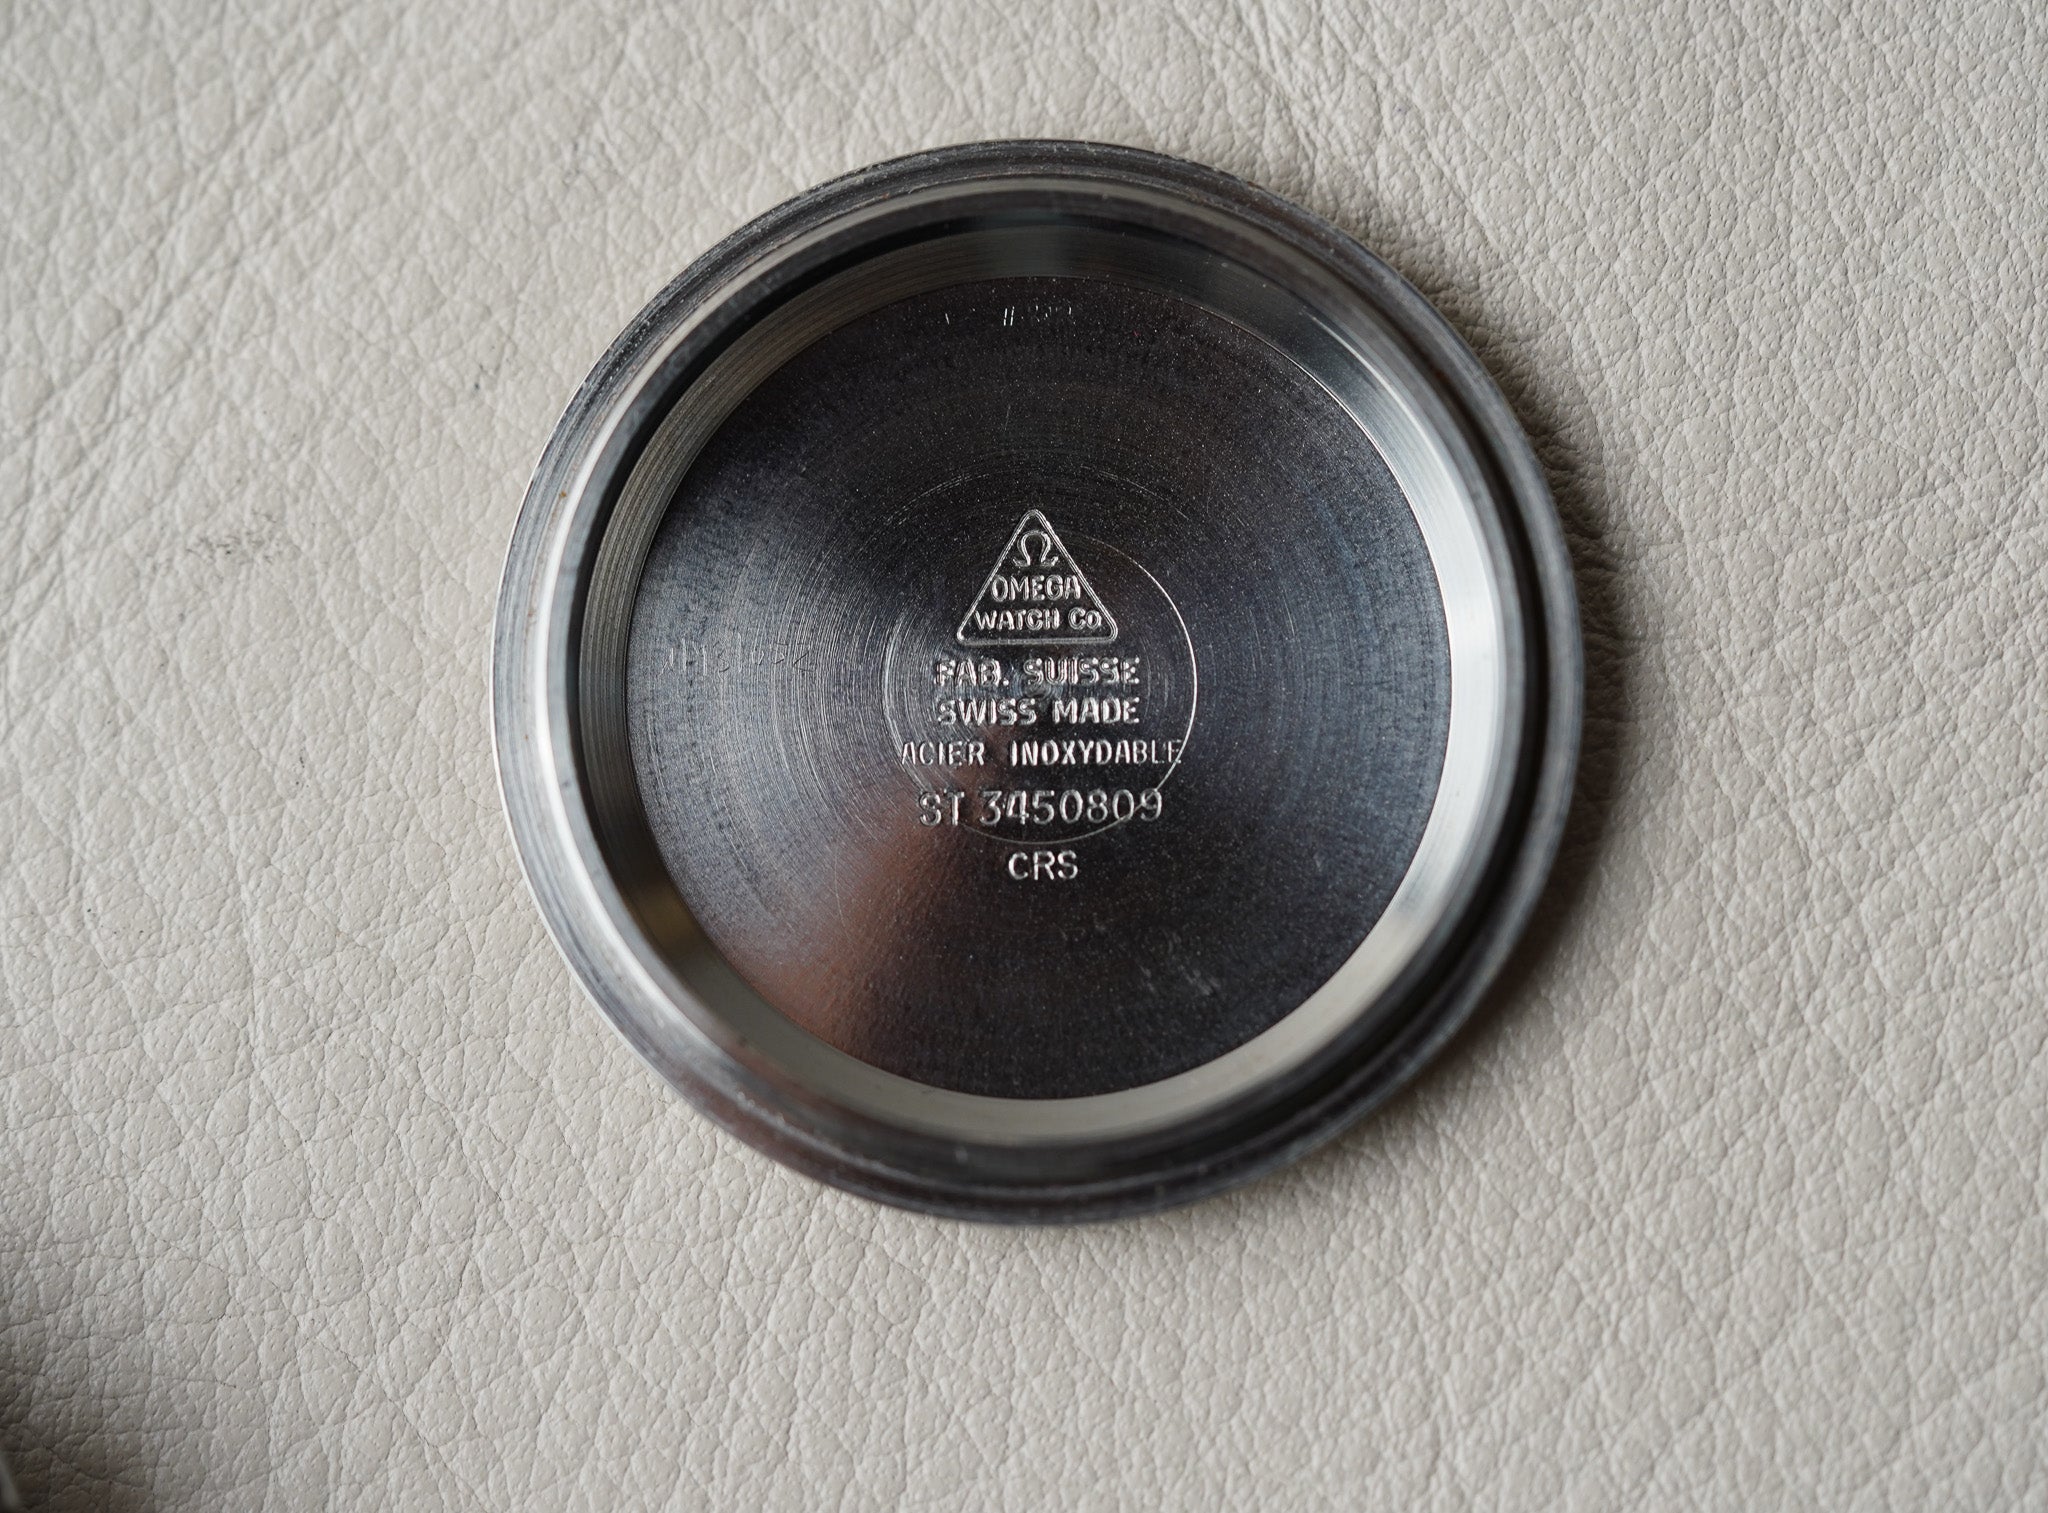 Ω
OMEGA
WATCH Co
FAB. SUISSE
SWISS MADE
ACIER INOXYDABLE
ST 3450809
CRS